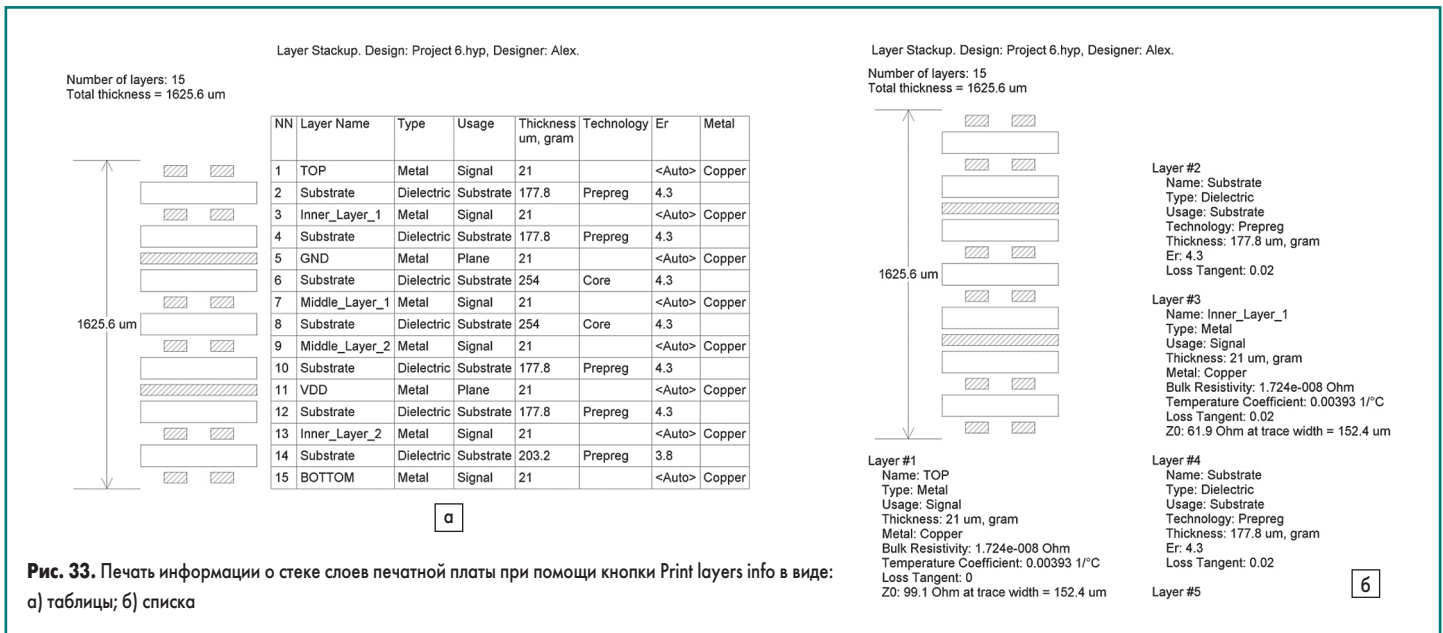 Layer Stackup. Design: Project 6.hyp, Designer: Alex.
Number of layers: 15
Total thickness = 1625.6 um
NN Layer Name Type Usage Thickness um, gram Technology Er Metal
1 TOP Metal Signal 21 <Auto> Copper
2 Substrate Dielectric Substrate 177.8 Prepreg 4.3
3 Inner_Layer_1 Metal Signal 21 <Auto> Copper
4 Substrate Dielectric Substrate 177.8 Prepreg 4.3
5 GND Metal Plane 21 <Auto> Copper
6 Substrate Dielectric Substrate 254 Core 4.3
7 Middle_Layer_1 Metal Signal 21 <Auto> Copper
8 Substrate Dielectric Substrate 254 Core 4.3
9 Middle_Layer_2 Metal Signal 21 <Auto> Copper
10 Substrate Dielectric Substrate 177.8 Prepreg 4.3
11 VDD Metal Plane 21 <Auto> Copper
12 Substrate Dielectric Substrate 177.8 Prepreg 4.3
13 Inner_Layer_2 Metal Signal 21 <Auto> Copper
14 Substrate Dielectric Substrate 203.2 Prepreg 3.8
15 BOTTOM Metal Signal 21 <Auto> Copper
1625.6 um
а
Layer Stackup. Design: Project 6.hyp, Designer: Alex.
Number of layers: 15
Total thickness = 1625.6 um
1625.6 um
Layer #1
Name: TOP
Type: Metal
Usage: Signal
Thickness: 21 um, gram
Metal: Copper
Bulk Resistivity: 1.724e-008 Ohm
Temperature Coefficient: 0.00393 1/°C
Loss Tangent: 0
Z0: 99.1 Ohm at trace width = 152.4 um
Layer #2
Name: Substrate
Type: Dielectric
Usage: Substrate
Technology: Prepreg
Thickness: 177.8 um, gram
Er: 4.3
Loss Tangent: 0.02
Layer #3
Name: Inner_Layer_1
Type: Metal
Usage: Signal
Thickness: 21 um, gram
Metal: Copper
Bulk Resistivity: 1.724e-008 Ohm
Temperature Coefficient: 0.00393 1/°C
Loss Tangent: 0.02
Z0: 61.9 Ohm at trace width = 152.4 um
Layer #4
Name: Substrate
Type: Dielectric
Usage: Substrate
Technology: Prepreg
Thickness: 177.8 um, gram
Er: 4.3
Loss Tangent: 0.02
Layer #5
б
Рис. 33. Печать информации о стеке слоев печатной платы при помощи кнопки Print layers info в виде:
а) таблицы; б) списка